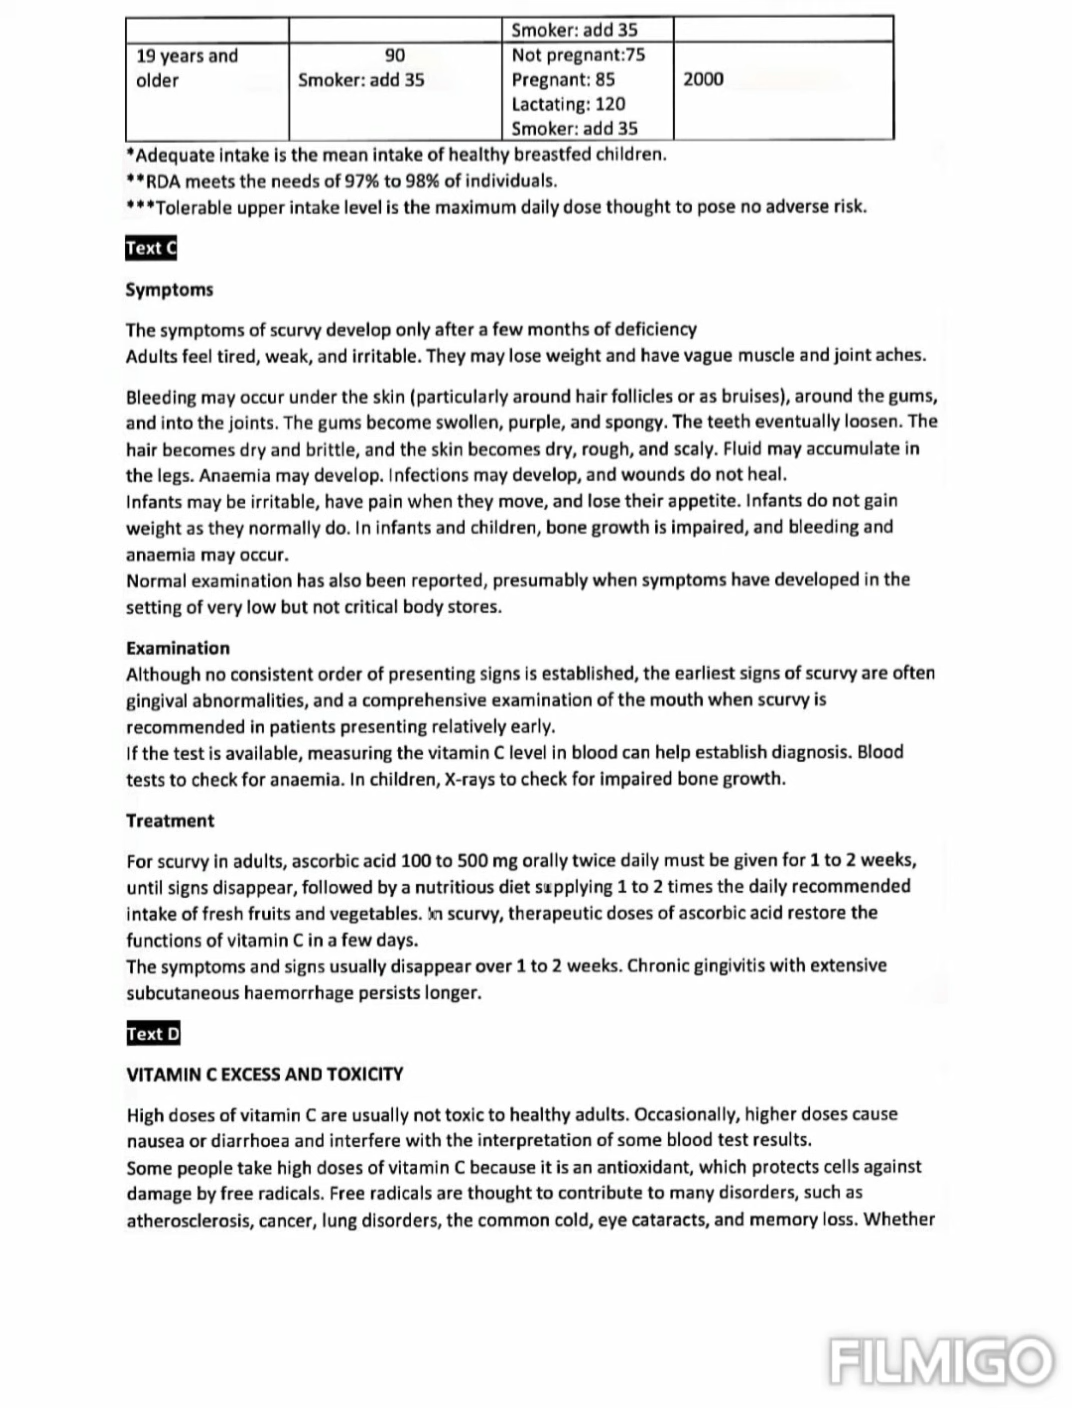 Smoker: add 35
19 years and older
90
Smoker: add 35
Not pregnant:75
Pregnant: 85
Lactating: 120
Smoker: add 35
2000
*Adequate intake is the mean intake of healthy breastfed children.
**RDA meets the needs of 97% to 98% of individuals.
***Tolerable upper intake level is the maximum daily dose thought to pose no adverse risk.
Text C
Symptoms
The symptoms of scurvy develop only after a few months of deficiency
Adults feel tired, weak, and irritable. They may lose weight and have vague muscle and joint aches.
Bleeding may occur under the skin (particularly around hair follicles or as bruises), around the gums,
and into the joints. The gums become swollen, purple, and spongy. The teeth eventually loosen. The
hair becomes dry and brittle, and the skin becomes dry, rough, and scaly. Fluid may accumulate in
the legs. Anaemia may develop. Infections may develop, and wounds do not heal.
Infants may be irritable, have pain when they move, and lose their appetite. Infants do not gain
weight as they normally do. In infants and children, bone growth is impaired, and bleeding and
anaemia may occur.
Normal examination has also been reported, presumably when symptoms have developed in the
setting of very low but not critical body stores.
Examination
Although no consistent order of presenting signs is established, the earliest signs of scurvy are often
gingival abnormalities, and a comprehensive examination of the mouth when scurvy is
recommended in patients presenting relatively early.
If the test is available, measuring the vitamin C level in blood can help establish diagnosis. Blood
tests to check for anaemia. In children, X-rays to check for impaired bone growth.
Treatment
For scurvy in adults, ascorbic acid 100 to 500 mg orally twice daily must be given for 1 to 2 weeks,
until signs disappear, followed by a nutritious diet supplying 1 to 2 times the daily recommended
intake of fresh fruits and vegetables. In scurvy, therapeutic doses of ascorbic acid restore the
functions of vitamin C in a few days.
The symptoms and signs usually disappear over 1 to 2 weeks. Chronic gingivitis with extensive
subcutaneous haemorrhage persists longer.
Text D
VITAMIN C EXCESS AND TOXICITY
High doses of vitamin C are usually not toxic to healthy adults. Occasionally, higher doses cause
nausea or diarrhoea and interfere with the interpretation of some blood test results.
Some people take high doses of vitamin C because it is an antioxidant, which protects cells against
damage by free radicals. Free radicals are thought to contribute to many disorders, such as
atherosclerosis, cancer, lung disorders, the common cold, eye cataracts, and memory loss. Whether
FILMIGO